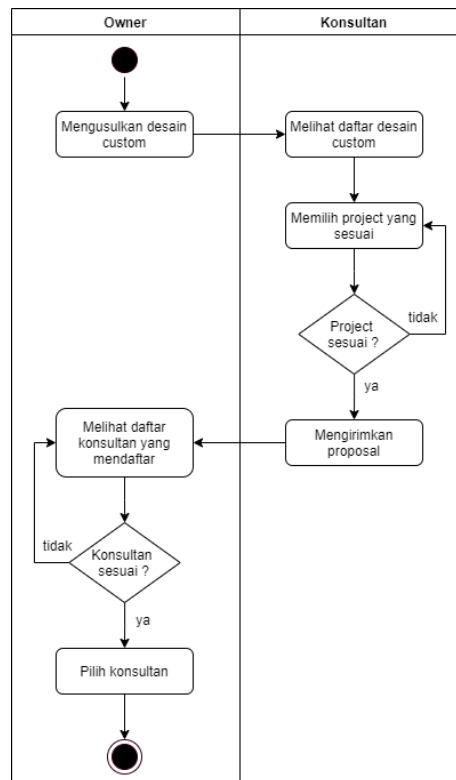 Owner
Konsultan
Mengusulkan desain
custom
Melihat daftar desain
custom
Memilih project yang
sesuai
Project
sesuai ?
tidak
ya
Mengirimkan
proposal
Melihat daftar
konsultan yang
mendaftar
Konsultan
sesuai ?
tidak
ya
Pilih konsultan